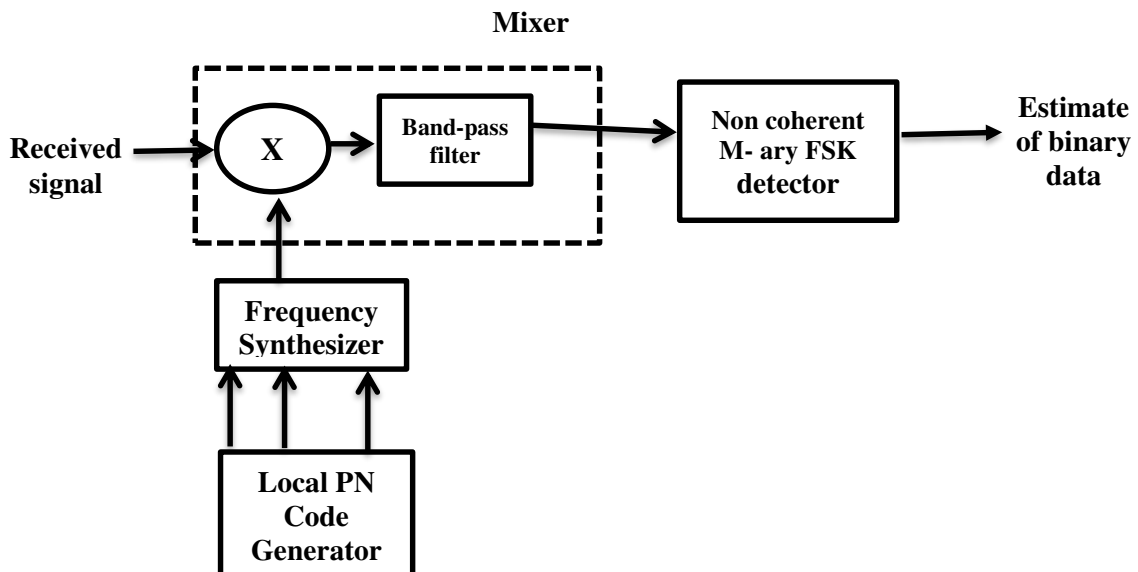 Mixer
Received
signal
X
Band-pass
filter
Non coherent
M- ary FSK
detector
Estimate
of binary
data
Frequency
Synthesizer
Local PN
Code
Generator